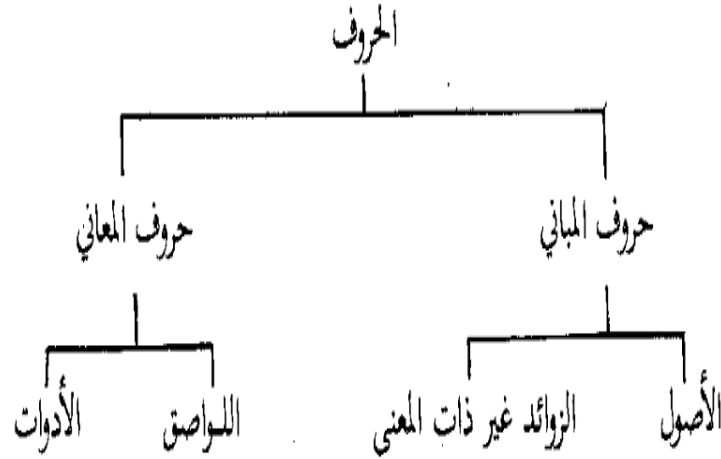 الحروف
حروف المباني
حروف المعاني
الأصول
الزوائد غير ذات المعنى
اللواصق
الأدوات